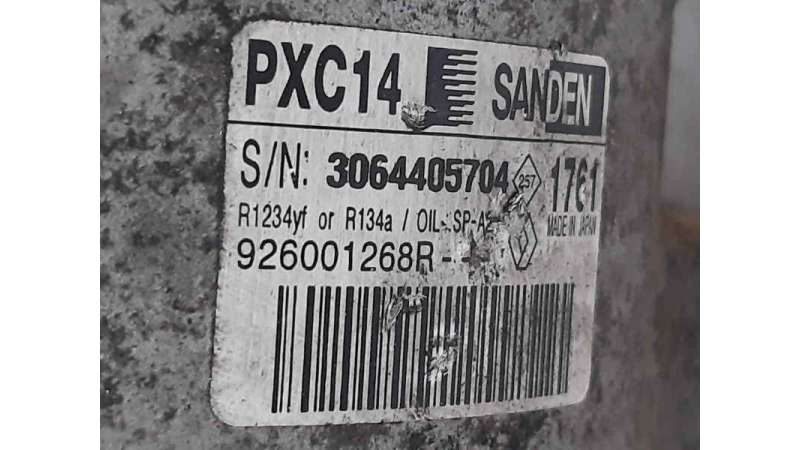 PXC14 SANDEN
S/N: 3064405704 257 1761
MADE IN JAPAN
R1234yf or R134a / OIL: SP-A2
926001268R